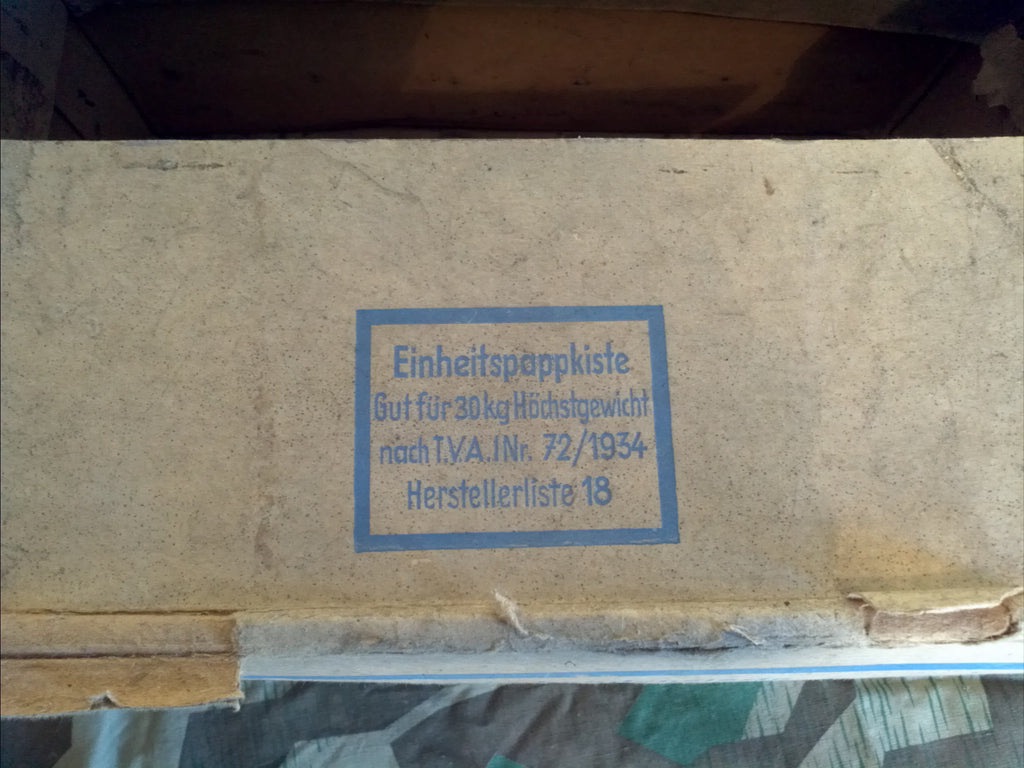 Einheitspappkiste
Gut für 30 kg Höchstgewicht
nach T.V.A. I Nr. 72/1934
Herstellerliste 18